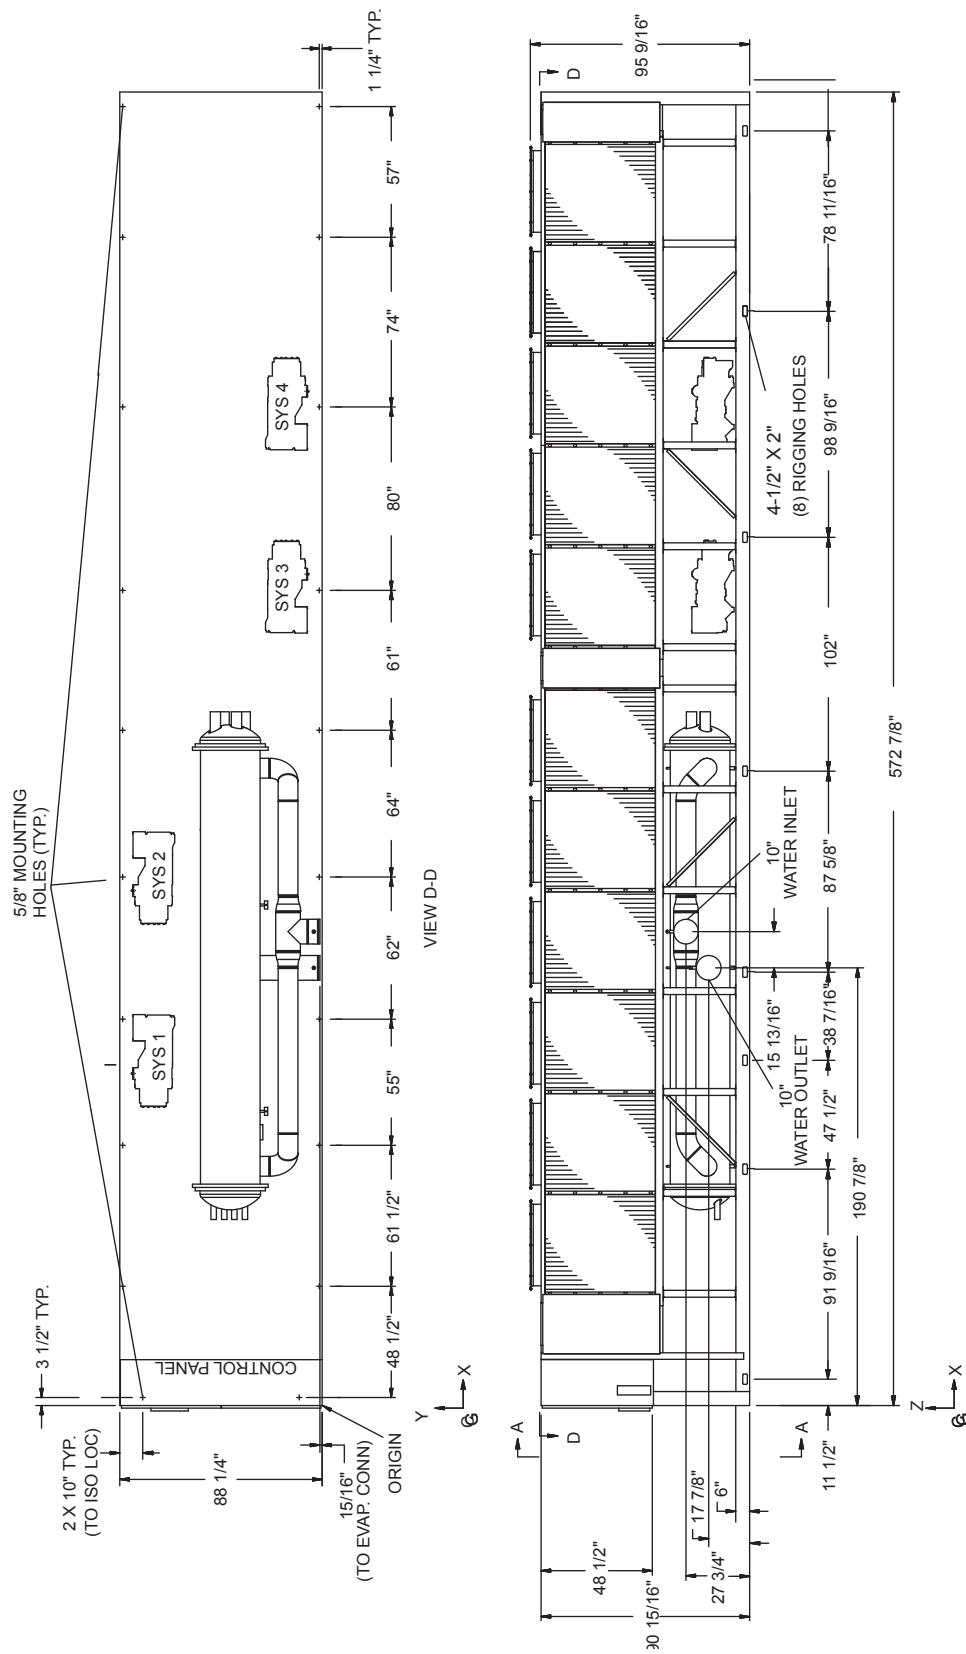 5/8" MOUNTING
HOLES (TYP.)
3 1/2" TYP.
2 X 10" TYP.
(TO ISO LOC)
88 1/4"
CONTROL PANEL
SYS 1
SYS 2
SYS 3
SYS 4
1 1/4" TYP.
15/16"
(TO EVAP. CONN)
ORIGIN
48 1/2"
61 1/2"
55"
62"
64"
61"
80"
74"
57"
VIEW D-D
Y
X
CG
A
A
D
D
95 9/16"
48 1/2"
90 15/16"
27 3/4"
17 7/8"
6"
10"
WATER OUTLET
15 13/16"
10"
WATER INLET
4-1/2" X 2"
(8) RIGGING HOLES
11 1/2"
91 9/16"
47 1/2"
38 7/16"
87 5/8"
102"
98 9/16"
78 11/16"
190 7/8"
572 7/8"
Z
X
CG